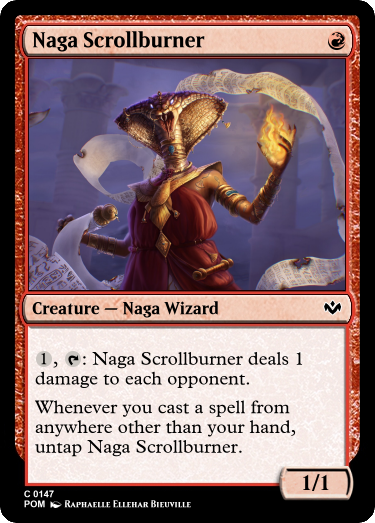 Naga Scrollburner
Creature — Naga Wizard
1, : Naga Scrollburner deals 1
damage to each opponent.
Whenever you cast a spell from
anywhere other than your hand,
untap Naga Scrollburner.
1/1
C 0147
POM Raphaelle Ellehar Bieuville